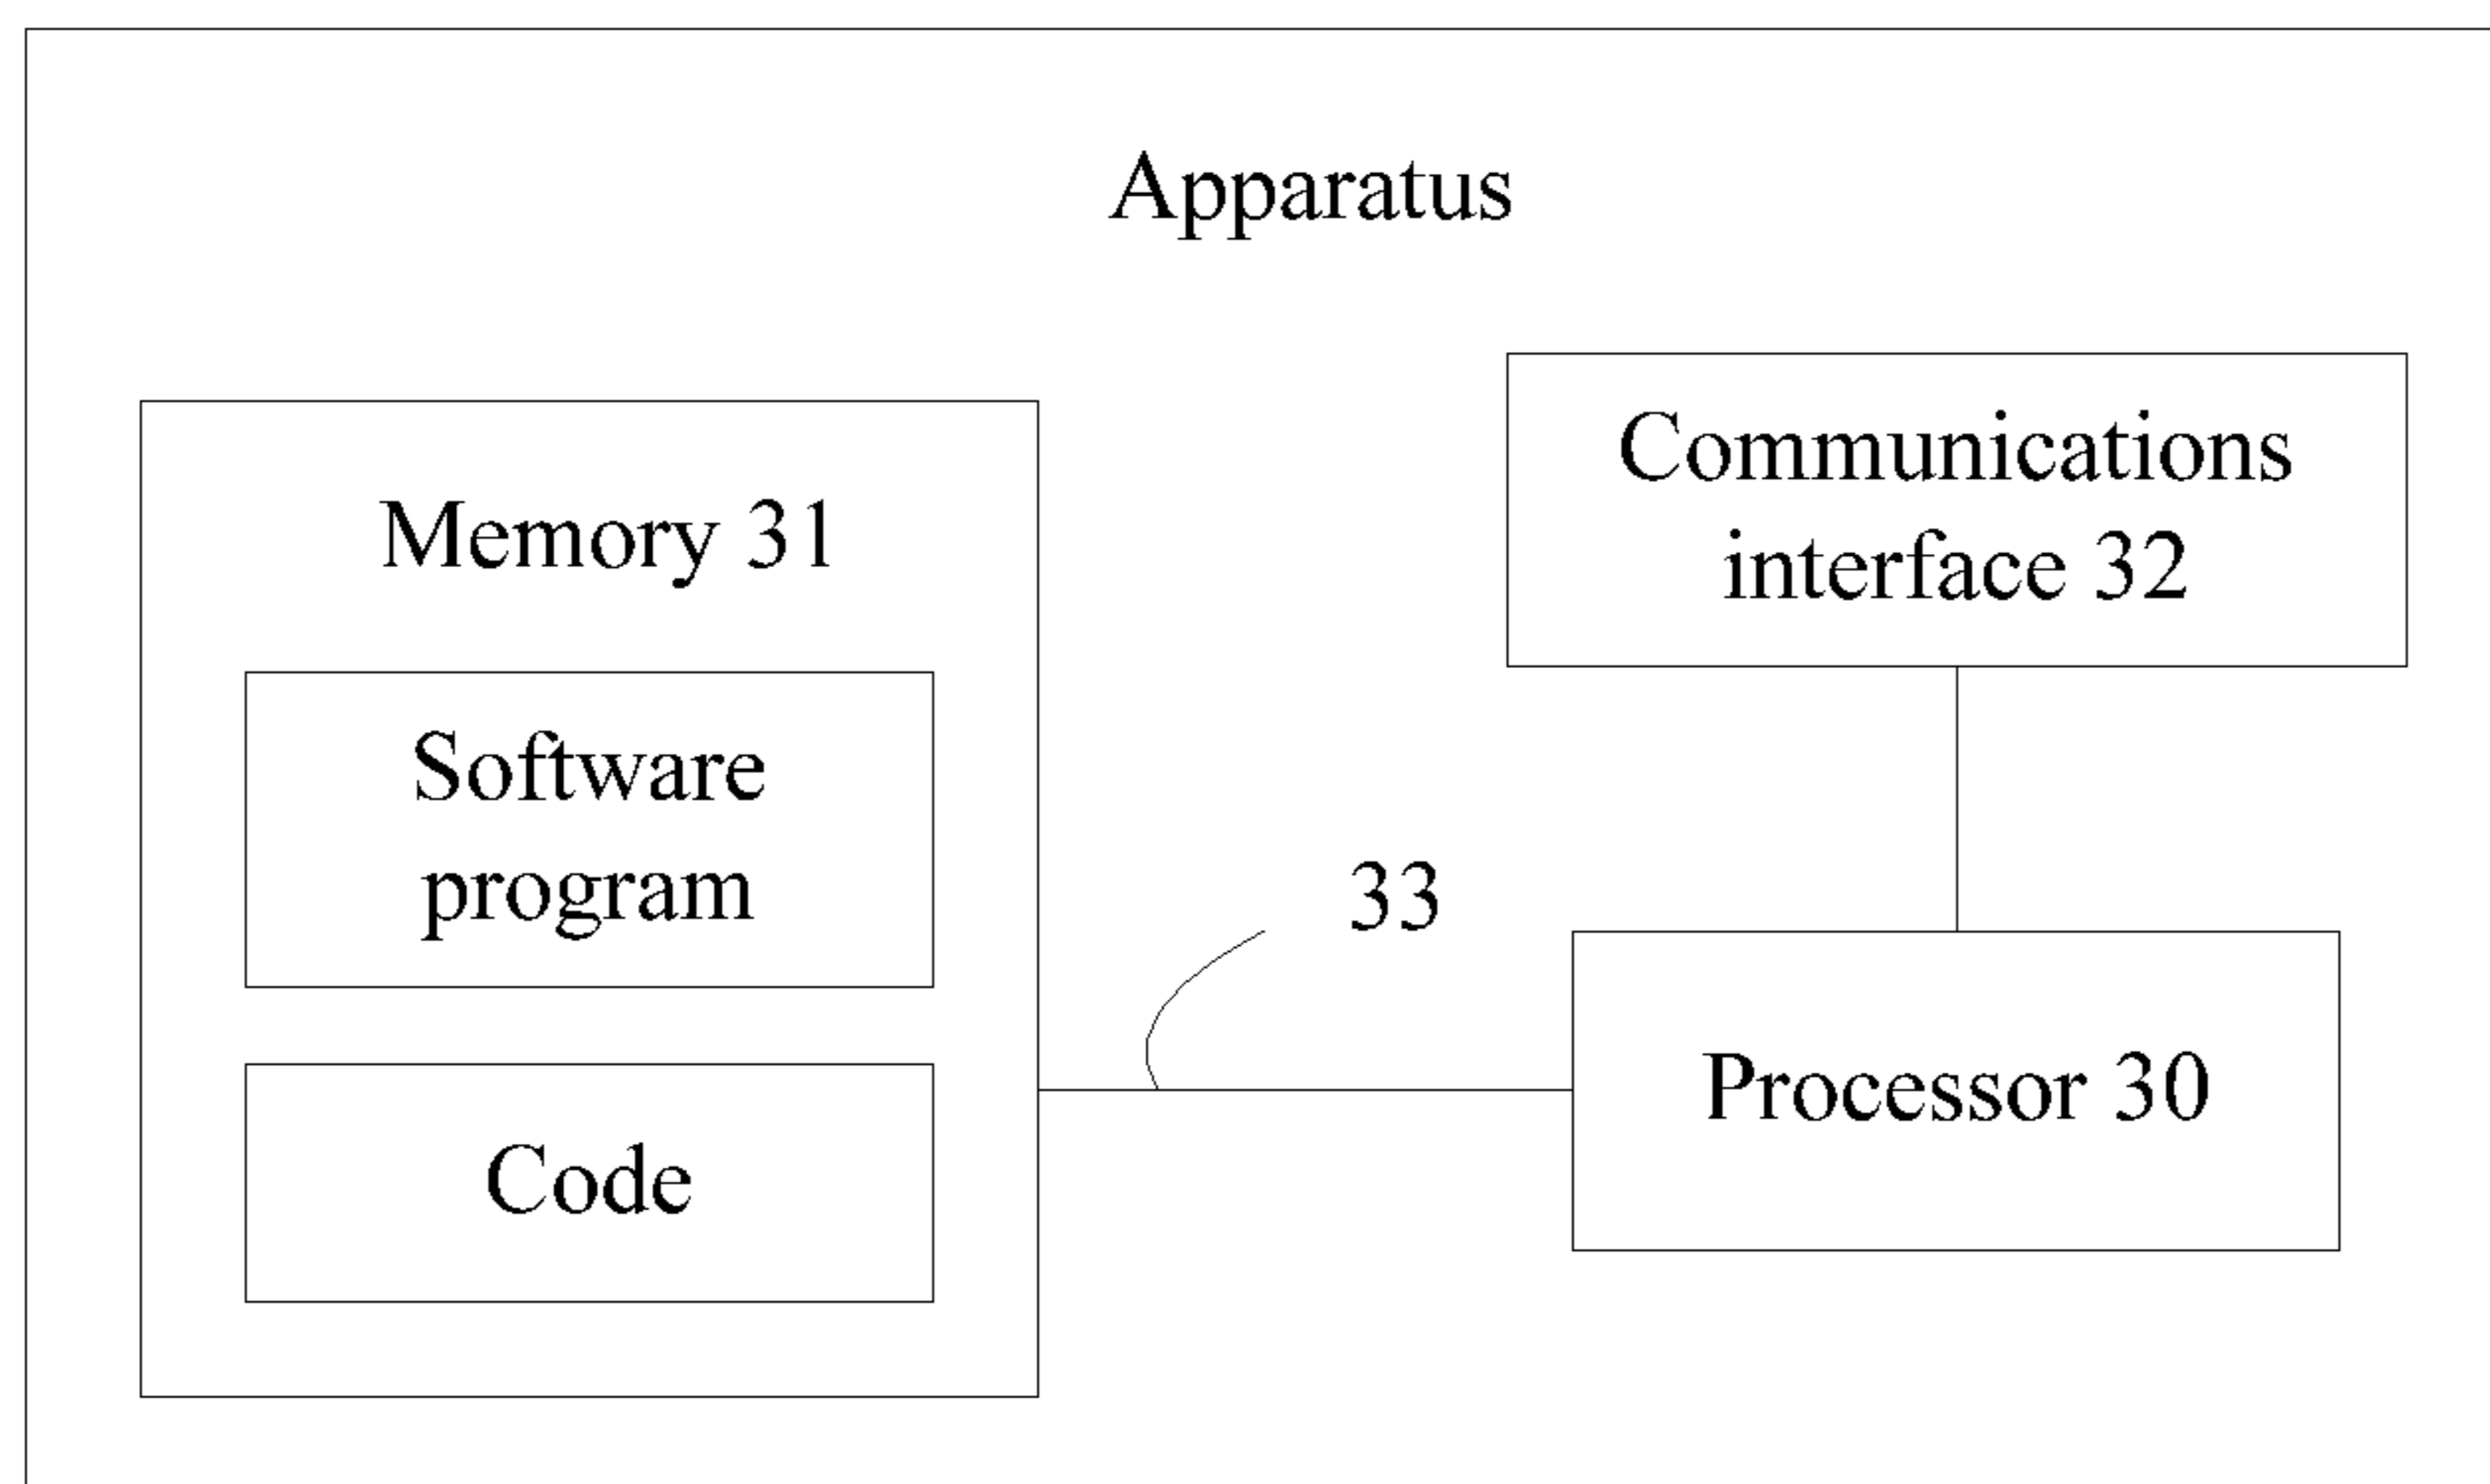 Apparatus
Memory 31
Software
program
Code
Communications
interface 32
33
Processor 30